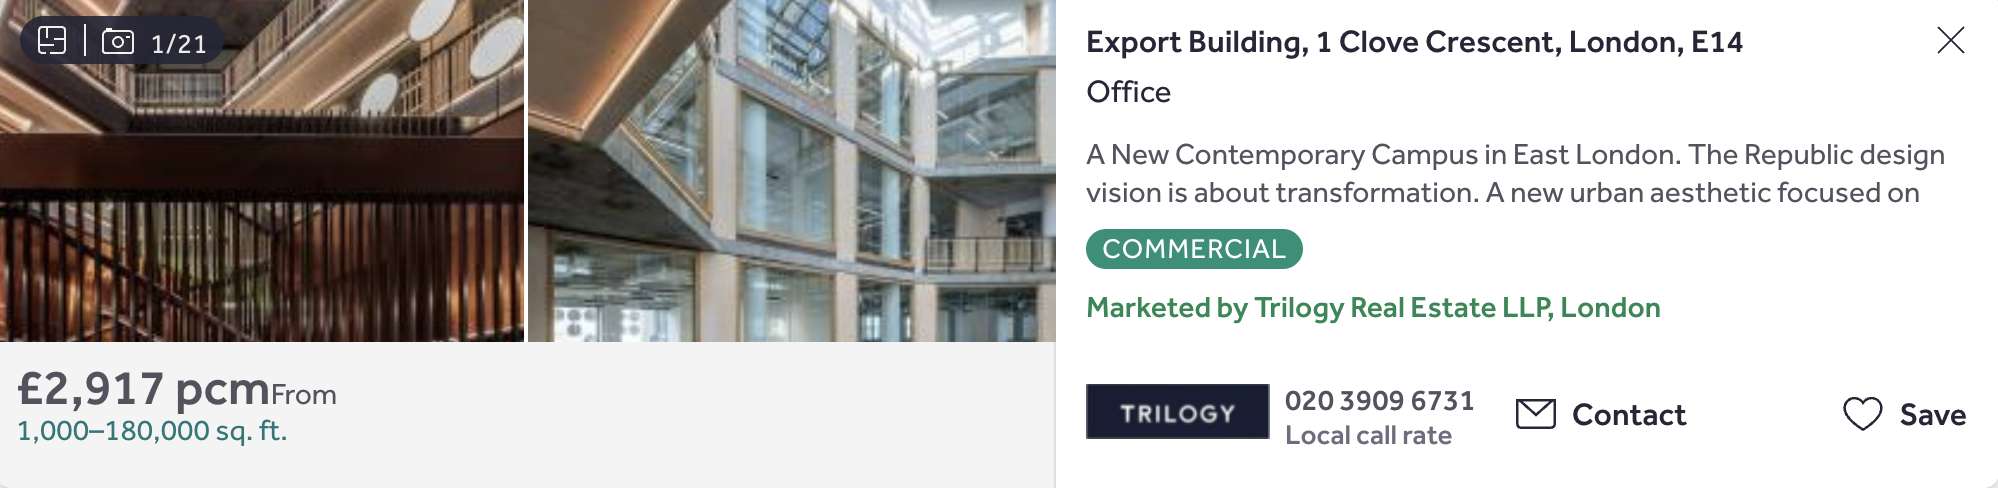 1/21
£2,917 pcm From
1,000–180,000 sq. ft.
Export Building, 1 Clove Crescent, London, E14
Office
A New Contemporary Campus in East London. The Republic design
vision is about transformation. A new urban aesthetic focused on
COMMERCIAL
Marketed by Trilogy Real Estate LLP, London
TRILOGY
020 3909 6731
Local call rate
Contact
Save